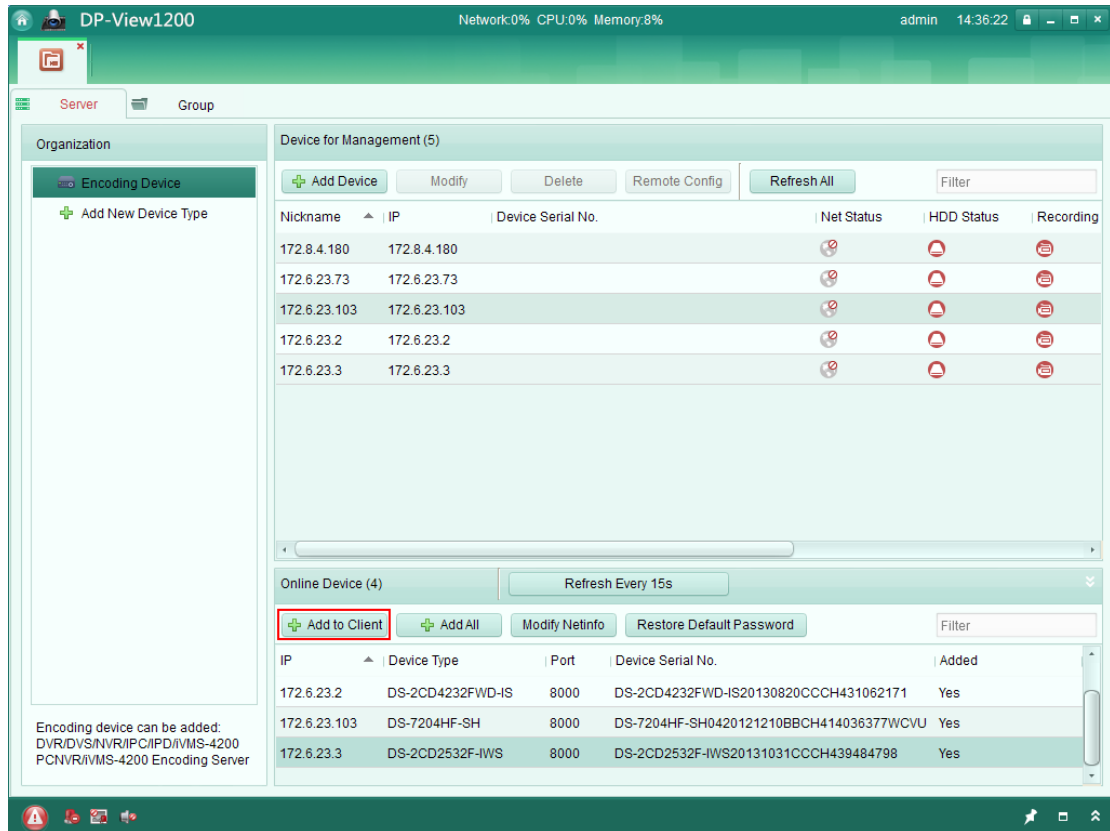 DP-View1200 Network:0% CPU:0% Memory:8% admin 14:36:22
Server Group
Organization
Encoding Device
Add New Device Type
Encoding device can be added:
DVR/DVS/NVR/IPC/IPD/iVMS-4200
PCNVR/iVMS-4200 Encoding Server
Device for Management (5)
Add Device Modify Delete Remote Config Refresh All Filter
Nickname IP Device Serial No. Net Status HDD Status Recording
172.8.4.180 172.8.4.180
172.6.23.73 172.6.23.73
172.6.23.103 172.6.23.103
172.6.23.2 172.6.23.2
172.6.23.3 172.6.23.3
Online Device (4) Refresh Every 15s
Add to Client Add All Modify Netinfo Restore Default Password Filter
IP Device Type Port Device Serial No. Added
172.6.23.2 DS-2CD4232FWD-IS 8000 DS-2CD4232FWD-IS20130820CCCH431062171 Yes
172.6.23.103 DS-7204HF-SH 8000 DS-7204HF-SH0420121210BBCH414036377WCVU Yes
172.6.23.3 DS-2CD2532F-IWS 8000 DS-2CD2532F-IWS20131031CCCH439484798 Yes